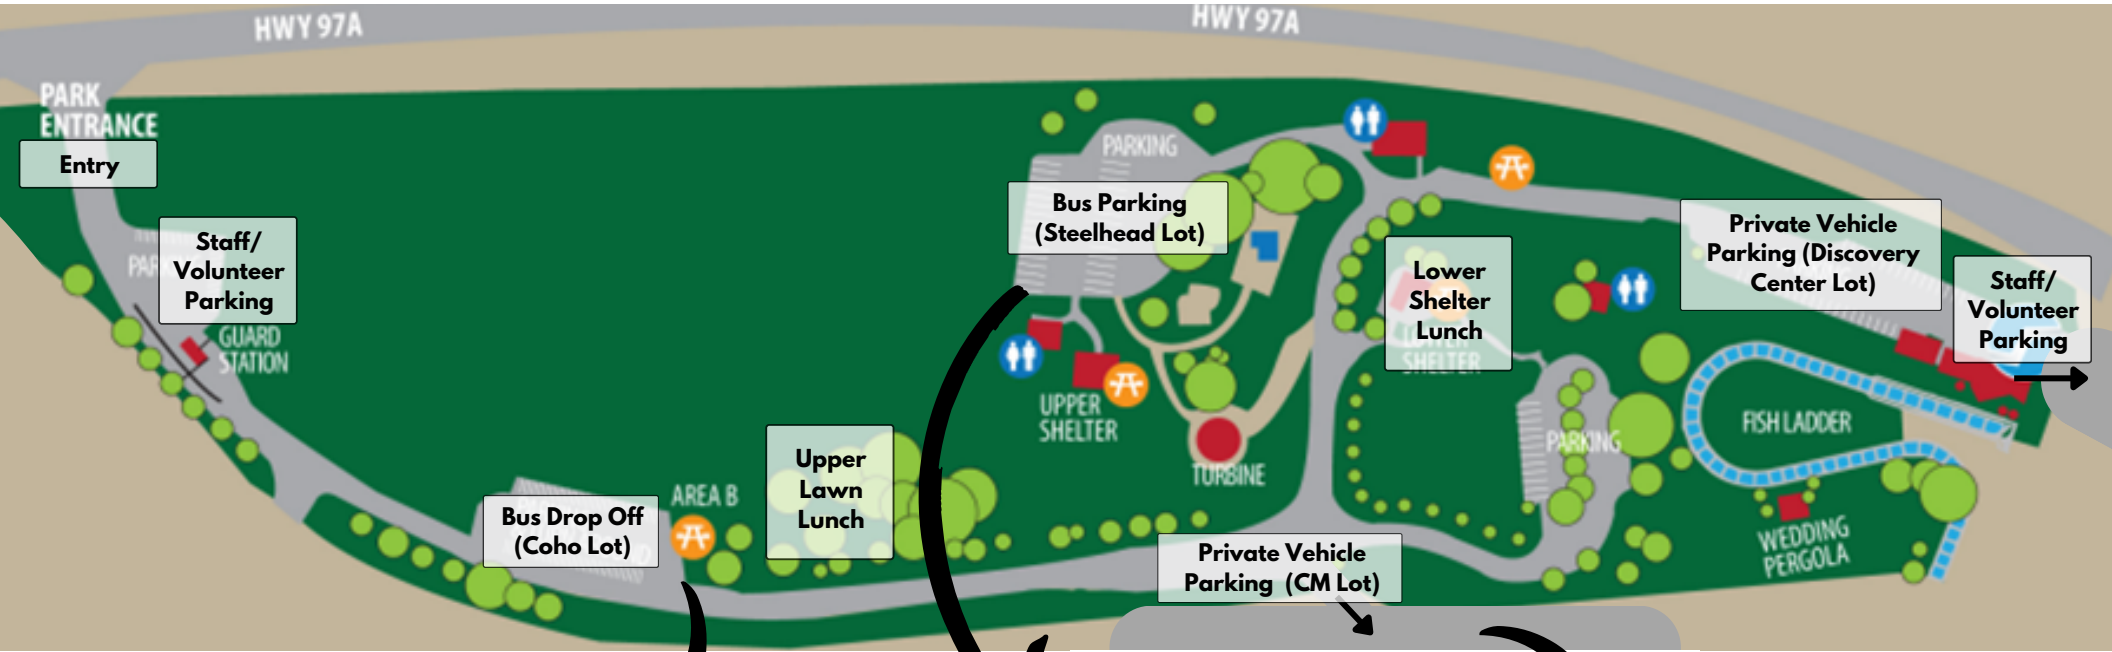 HWY 97A
HWY 97A
PARK
ENTRANCE
Entry
Staff/
Volunteer
Parking
GUARD
STATION
Bus Drop Off
(Coho Lot)
AREA B
Upper
Lawn
Lunch
PARKING
Bus Parking
(Steelhead Lot)
UPPER
SHELTER
TURBINE
Private Vehicle
Parking (CM Lot)
Lower
Shelter
Lunch
LOWER
SHELTER
PARKING
Private Vehicle
Parking (Discovery
Center Lot)
Staff/
Volunteer
Parking
FISH LADDER
WEDDING
PERGOLA